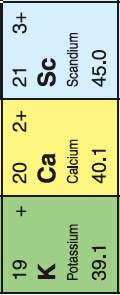 19 +
K
Potassium
39.1
20 2+
Ca
Calcium
40.1
21 3+
Sc
Scandium
45.0